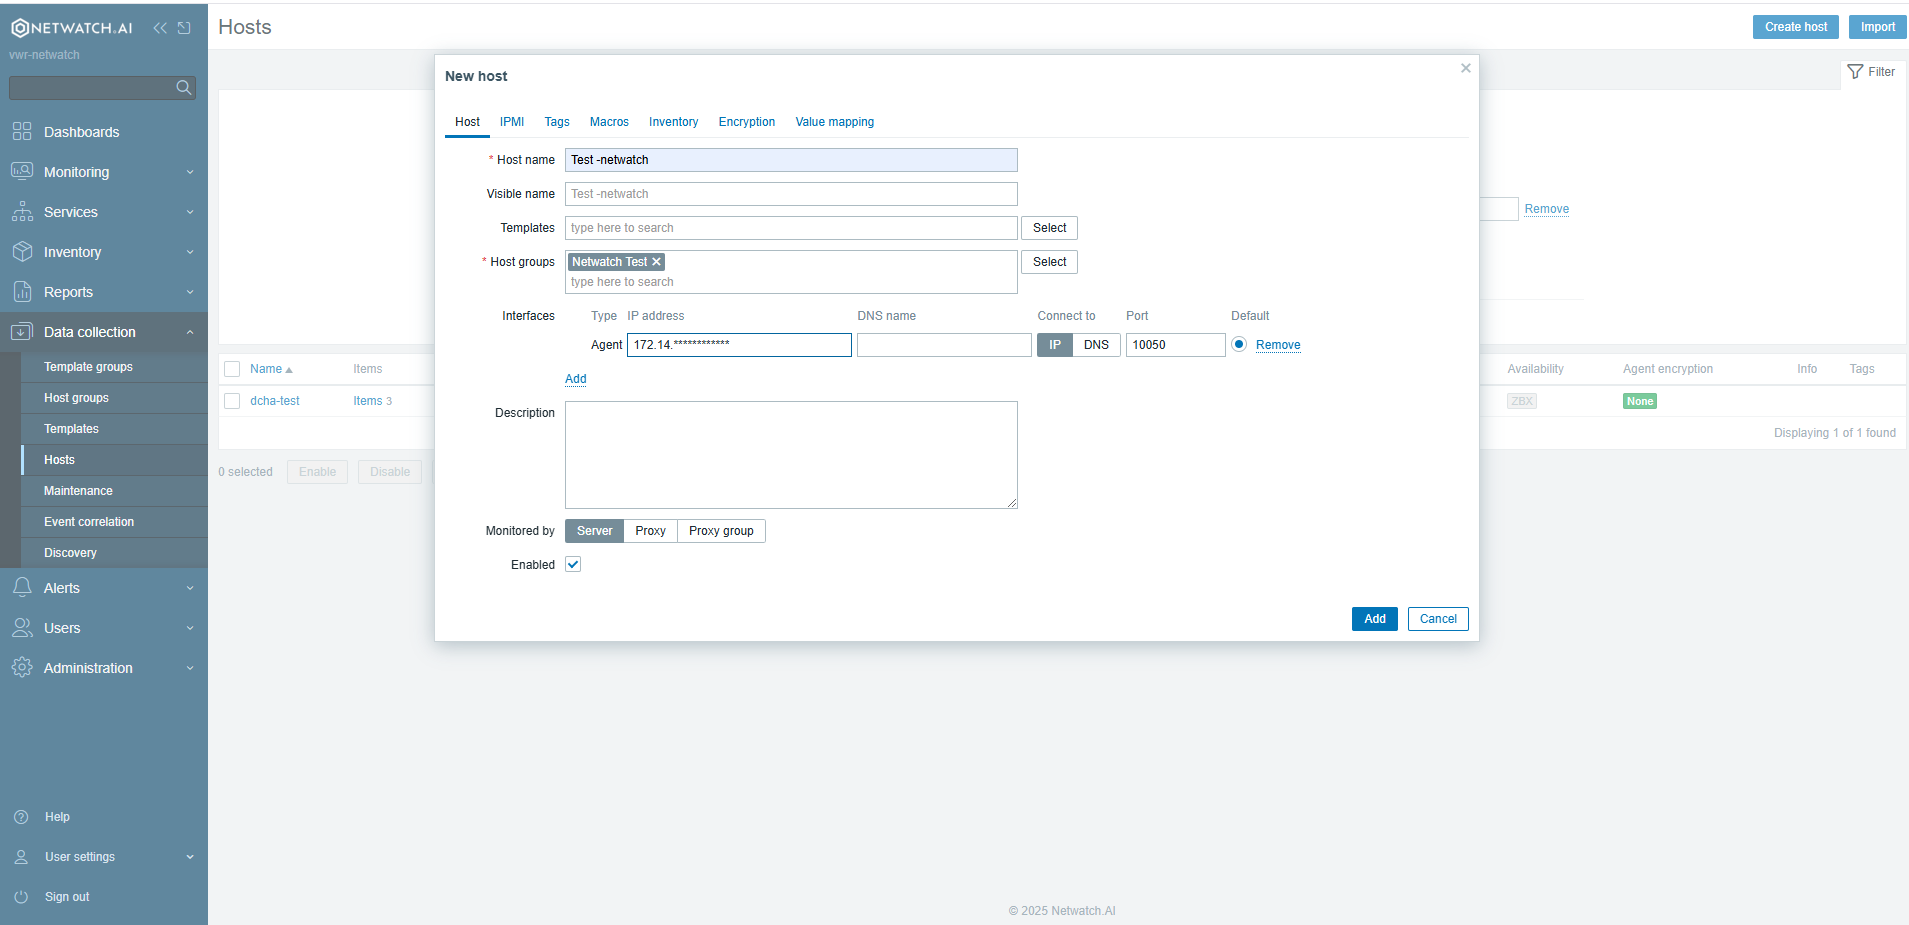 NETWATCH.AI
vwr-netwatch
Dashboards
Monitoring
Services
Inventory
Reports
Data collection
Template groups
Host groups
Templates
Hosts
Maintenance
Event correlation
Discovery
Alerts
Users
Administration
Help
User settings
Sign out
Hosts
Create host
Import
Filter
Remove
Name
Items
dcha-test
Items 3
0 selected
Enable
Disable
Availability
Agent encryption
Info
Tags
ZBX
None
Displaying 1 of 1 found
New host
Host
IPMI
Tags
Macros
Inventory
Encryption
Value mapping
* Host name
Test -netwatch
Visible name
Test -netwatch
Templates
type here to search
Select
* Host groups
Netwatch Test
type here to search
Select
Interfaces
Type
IP address
DNS name
Connect to
Port
Default
Agent
172.14.************
IP
DNS
10050
Remove
Add
Description
Monitored by
Server
Proxy
Proxy group
Enabled
Add
Cancel
© 2025 Netwatch.AI